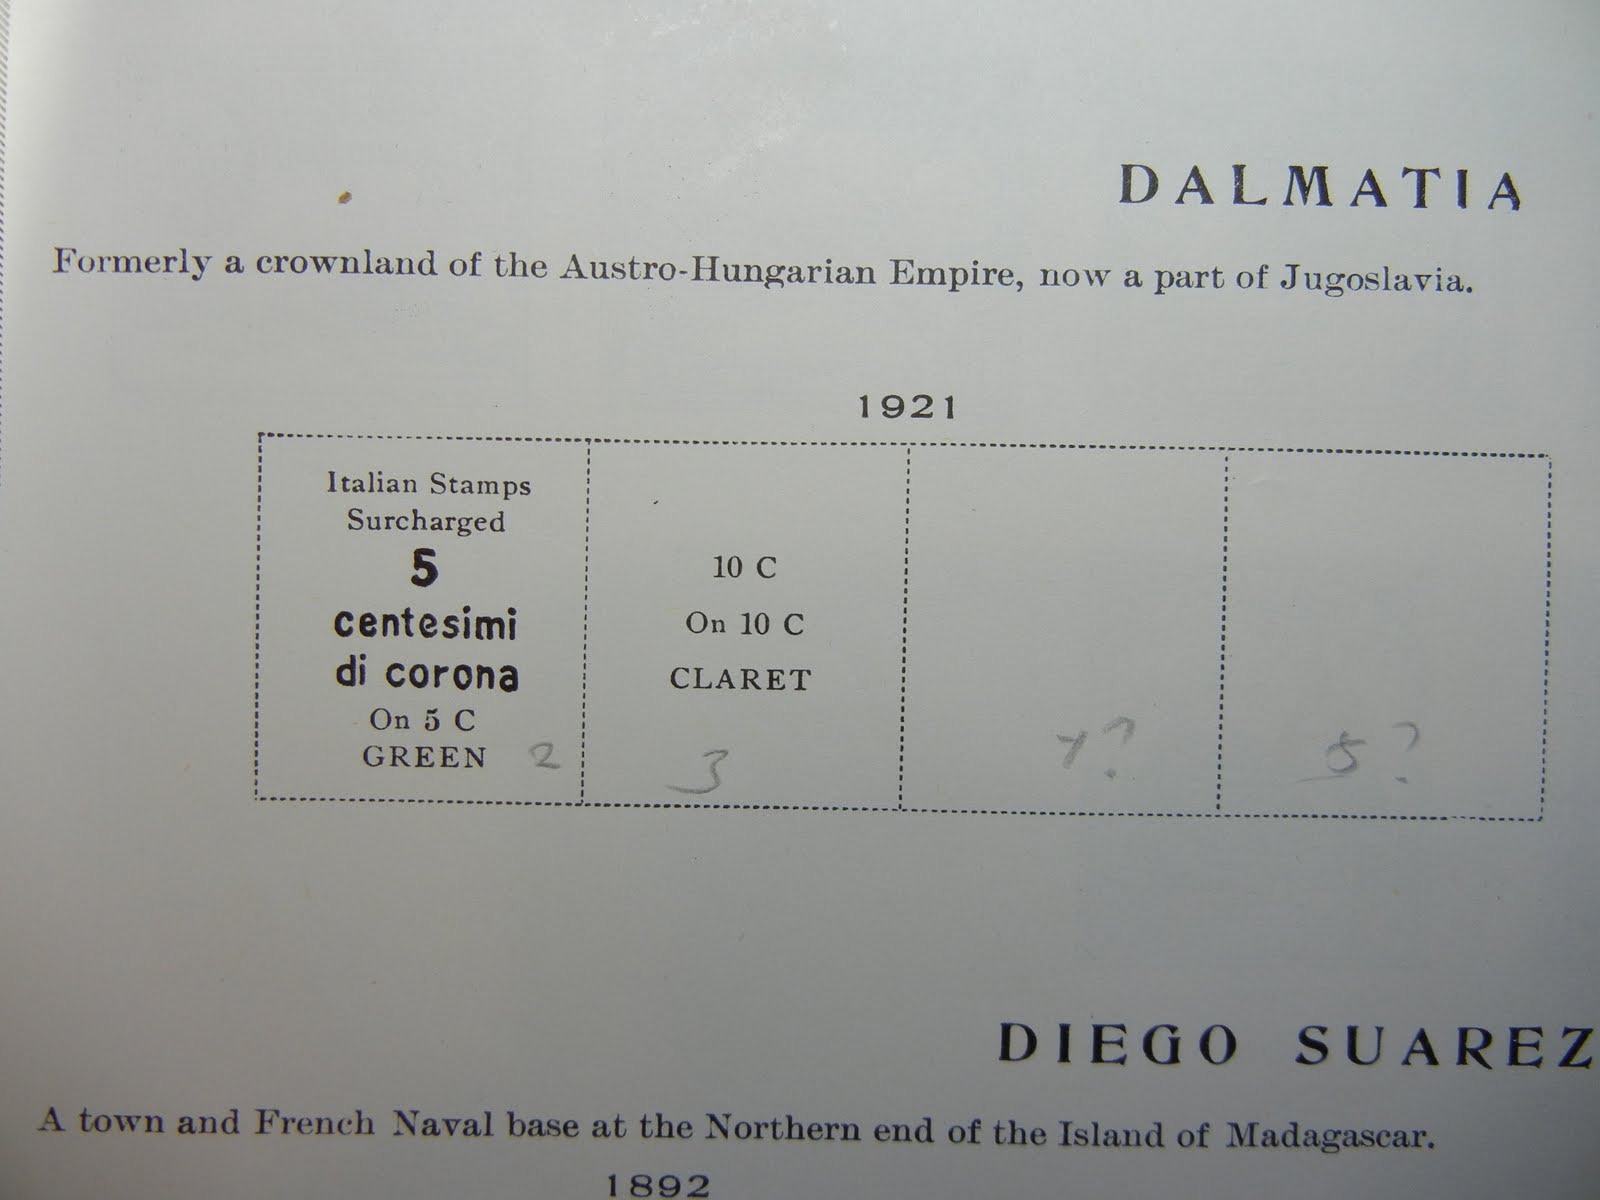 DALMATIA
Formerly a crownland of the Austro-Hungarian Empire, now a part of Jugoslavia.
1921
Italian Stamps
Surcharged
5
centesimi
di corona
On 5 C
GREEN 2
10 C
On 10 C
CLARET
3
4?
5?
DIEGO SUAREZ
A town and French Naval base at the Northern end of the Island of Madagascar.
1892